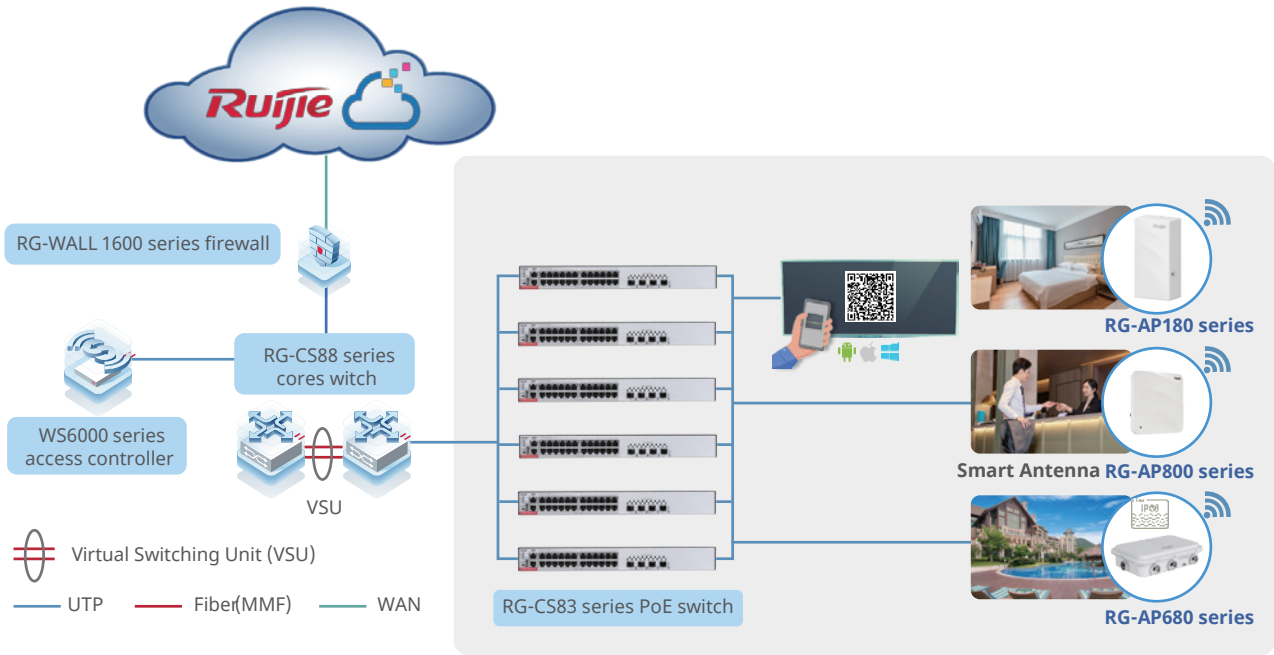 Ruijie
RG-WALL 1600 series firewall
RG-CS88 series
cores witch
WS6000 series
access controller
VSU
Virtual Switching Unit (VSU)
UTP
Fiber(MMF)
WAN
RG-CS83 series PoE switch
RG-AP180 series
Smart Antenna RG-AP800 series
IP68
RG-AP680 series